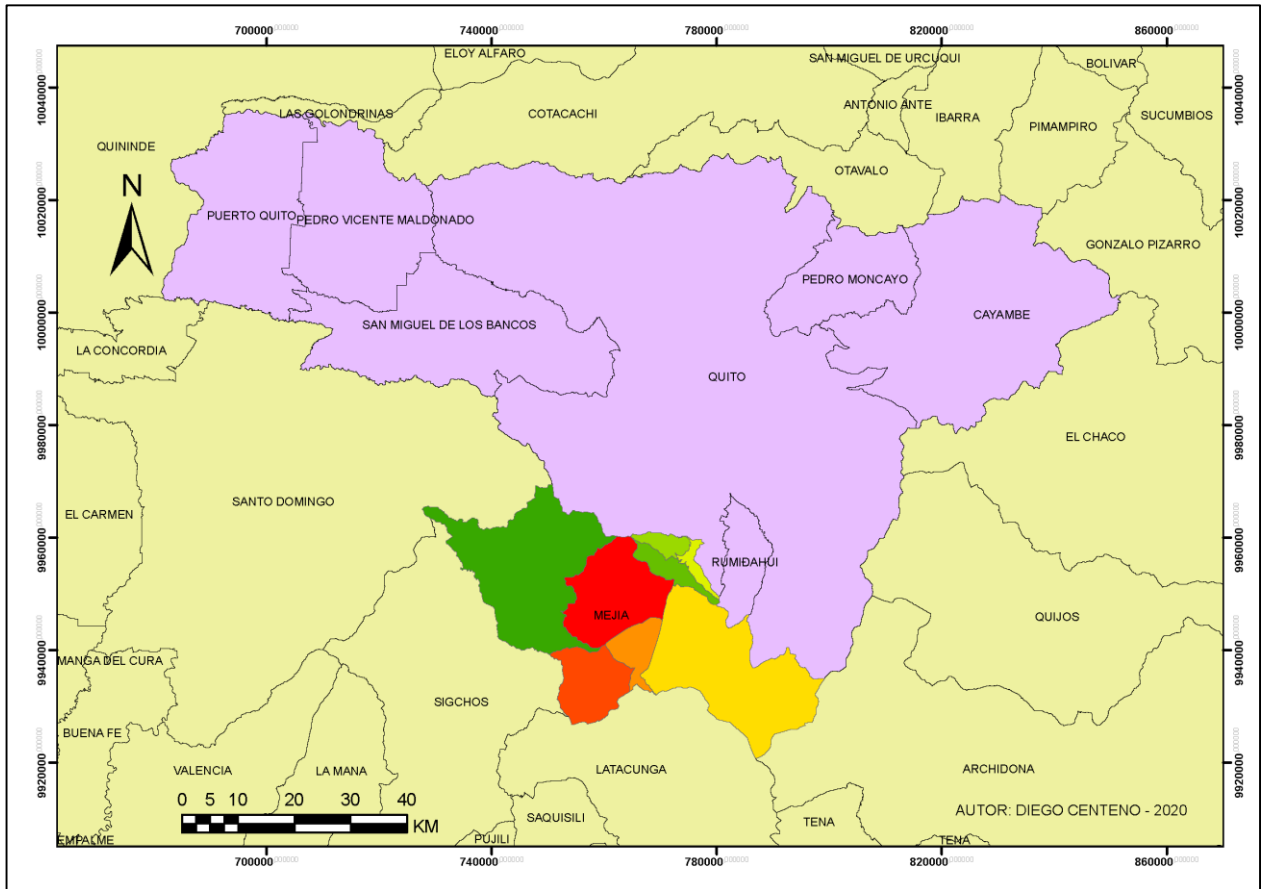 700000 740000 780000 820000 860000
ELOY ALFARO
SAN MIGUEL DE URCUQUI
BOLIVAR
10040000
LAS GOLONDRINAS
COTACACHI
ANTONIO ANTE
IBARRA
PIMAMPIRO
SUCUMBIOS
10040000
QUININDE
OTAVALO
N
10020000
PUERTO QUITO
PEDRO VICENTE MALDONADO
GONZALO PIZARRO
10020000
PEDRO MONCAYO
10000000
SAN MIGUEL DE LOS BANCOS
CAYAMBE
10000000
LA CONCORDIA
QUITO
9980000
EL CHACO
9980000
SANTO DOMINGO
EL CARMEN
9960000
RUMIÐAHUI
9960000
MEJIA
QUIJOS
9940000
MANGA DEL CURA
9940000
SIGCHOS
BUENA FE
9920000
VALENCIA
LA MANA
LATACUNGA
ARCHIDONA
9920000
0 5 10 20 30 40
KM
SAQUISILI
TENA
AUTOR: DIEGO CENTENO - 2020
EMPALME
PUJILI
TENA
700000 740000 780000 820000 860000